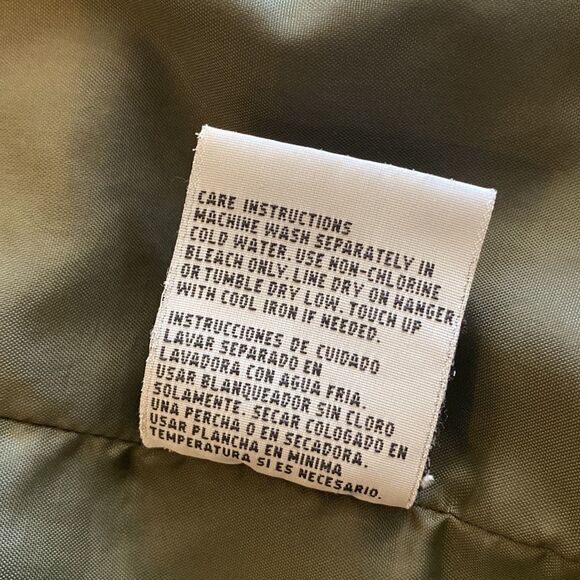 CARE INSTRUCTIONS
MACHINE WASH SEPARATELY IN
COLD WATER. USE NON-CHLORINE
BLEACH ONLY. LINE DRY ON HANGER
OR TUMBLE DRY LOW. TOUCH UP
WITH COOL IRON IF NEEDED.
INSTRUCCIONES DE CUIDADO
LAVAR SEPARADO EN
LAVADORA CON AGUA FRIA.
USAR BLANQUEADOR SIN CLORO
SOLAMENTE. SECAR COLOGADO EN
UNA PERCHA O EN SECADORA.
USAR PLANCHA EN MINIMA
TEMPERATURA SI ES NECESARIO.